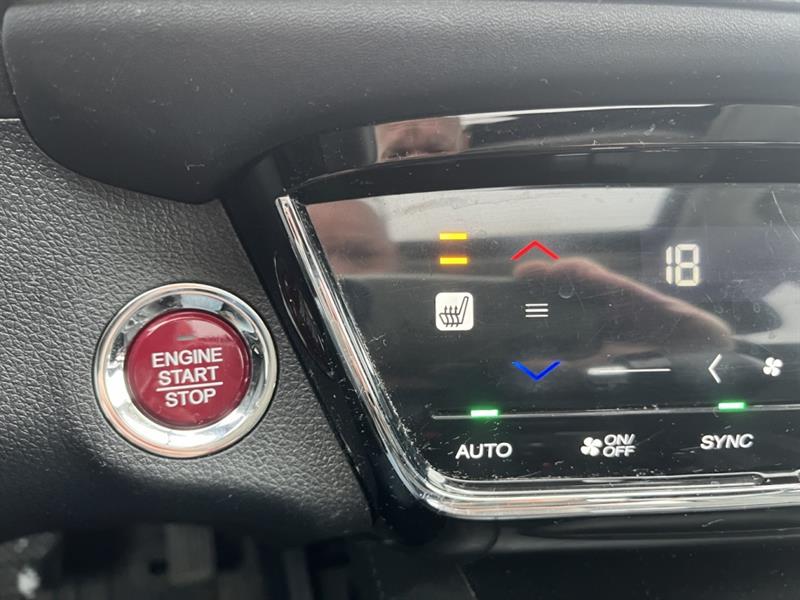 18
ENGINE
START
STOP
AUTO
ON/
OFF
SYNC